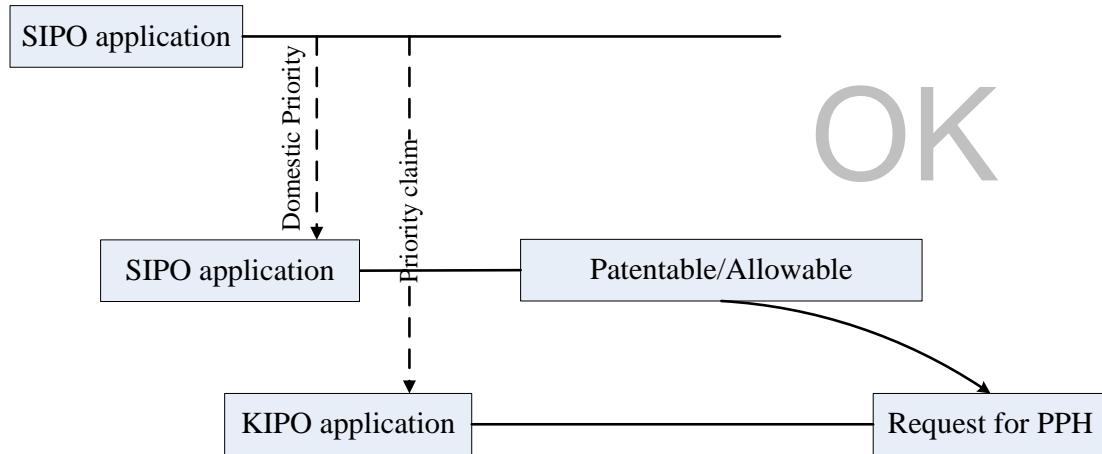 SIPO application
OK
Domestic Priority
Priority claim
SIPO application
Patentable/Allowable
KIPO application
Request for PPH